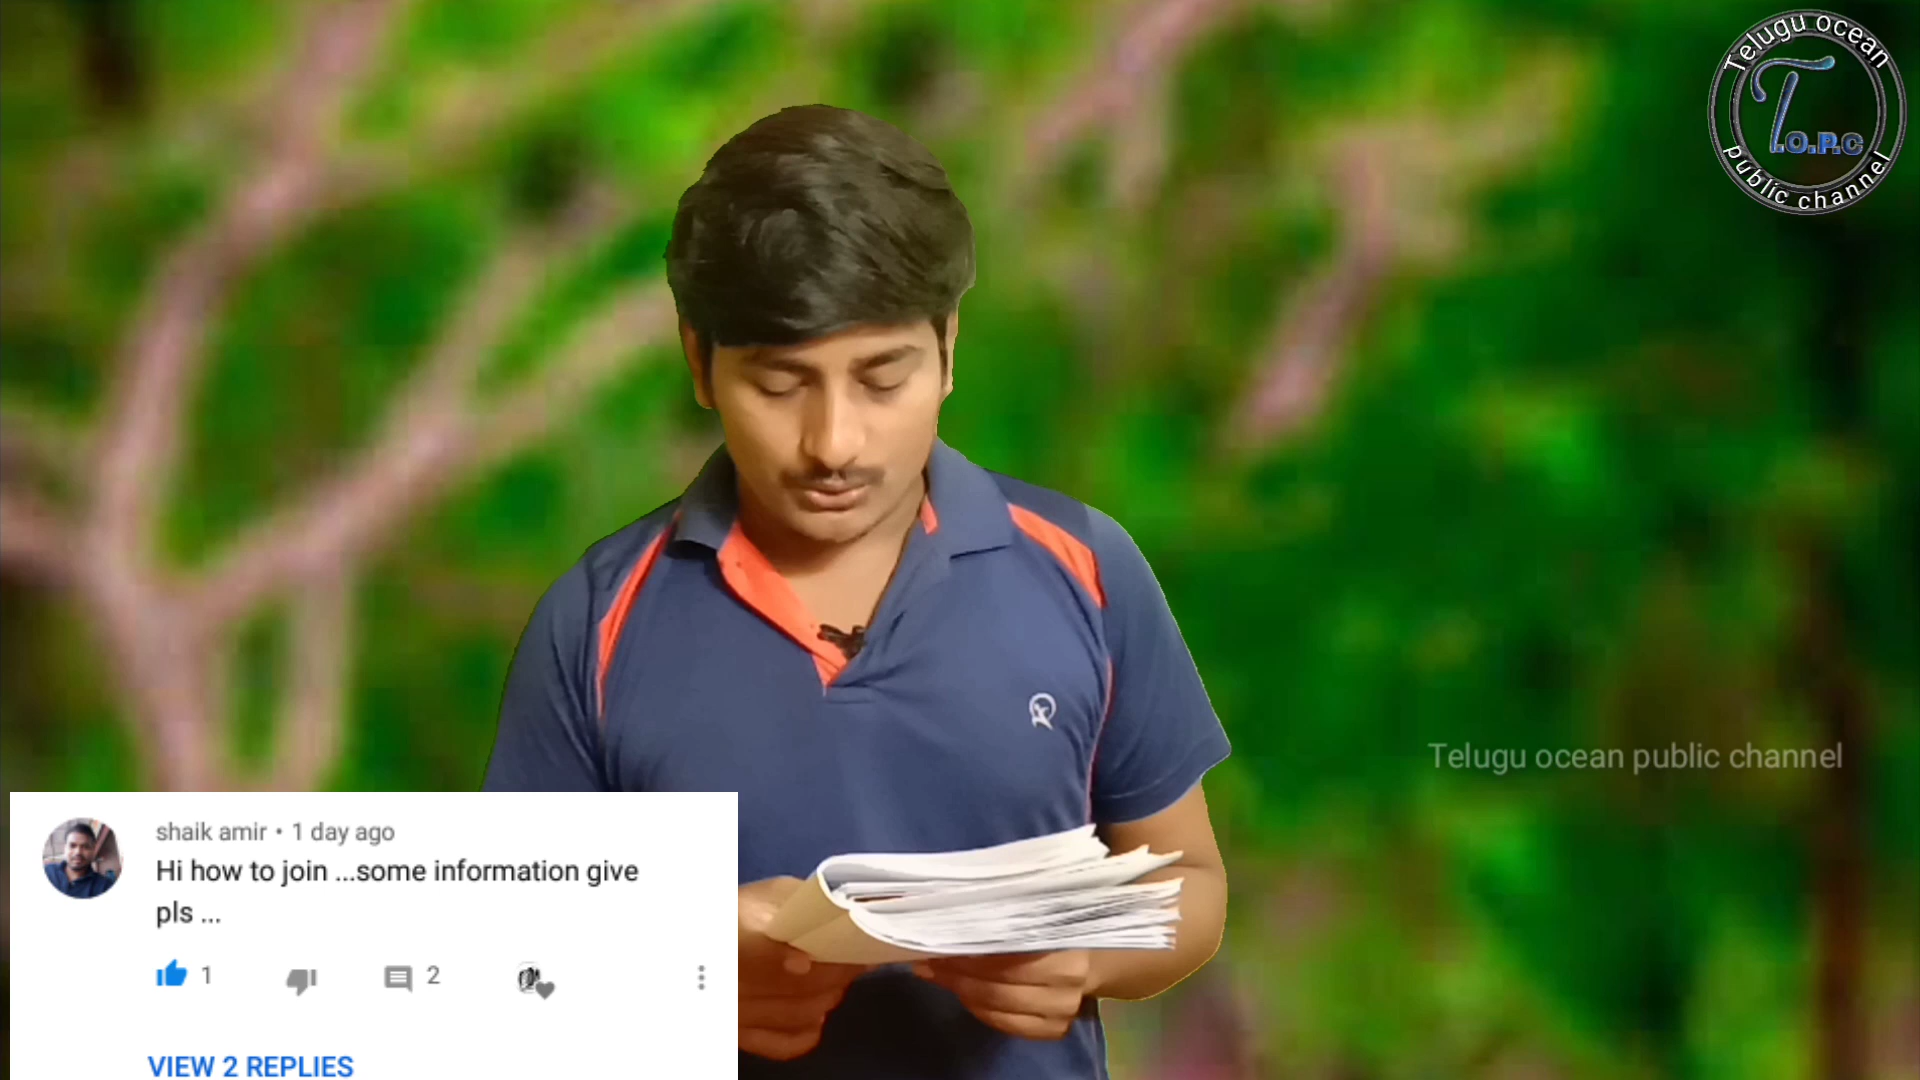 Telugu ocean
T.O.P.C
public channel
Telugu ocean public channel
shaik amir • 1 day ago
Hi how to join ...some information give
pls ...
1
2
VIEW 2 REPLIES